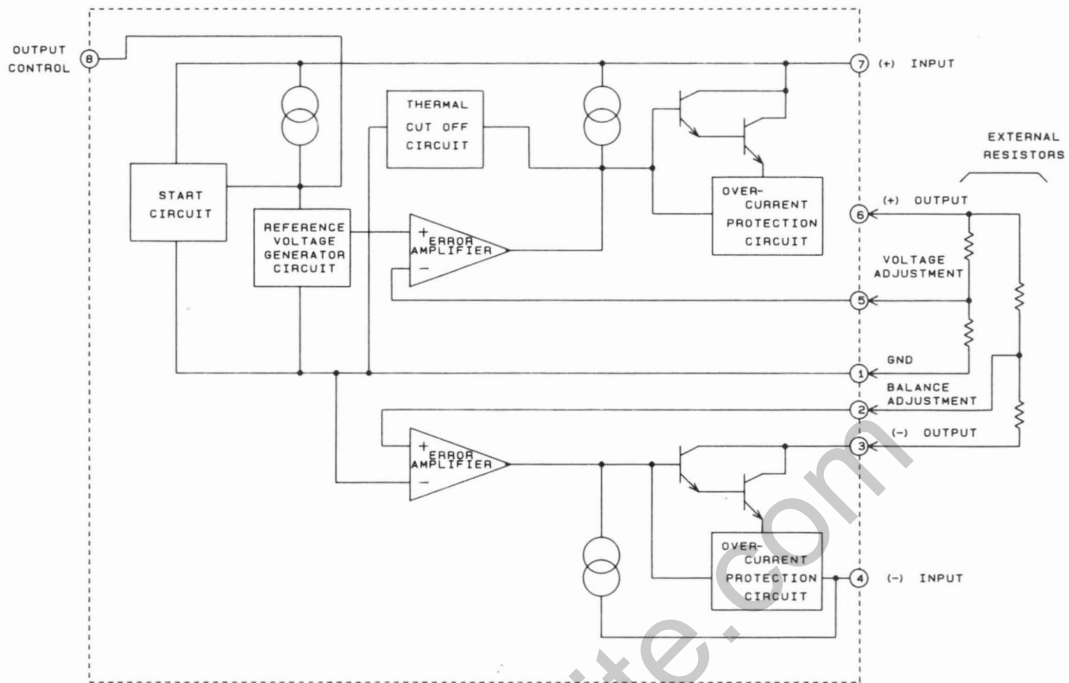 OUTPUT
CONTROL
8
7
(+) INPUT
THERMAL
CUT OFF
CIRCUIT
EXTERNAL
RESISTORS
START
CIRCUIT
OVER-
CURRENT
PROTECTION
CIRCUIT
(+) OUTPUT
6
REFERENCE
VOLTAGE
GENERATOR
CIRCUIT
+
ERROR
AMPLIFIER
−
VOLTAGE
ADJUSTMENT
5
GND
1
BALANCE
ADJUSTMENT
2
(-) OUTPUT
3
+
ERROR
AMPLIFIER
−
OVER-
CURRENT
PROTECTION
CIRCUIT
4
(-) INPUT
ite.com